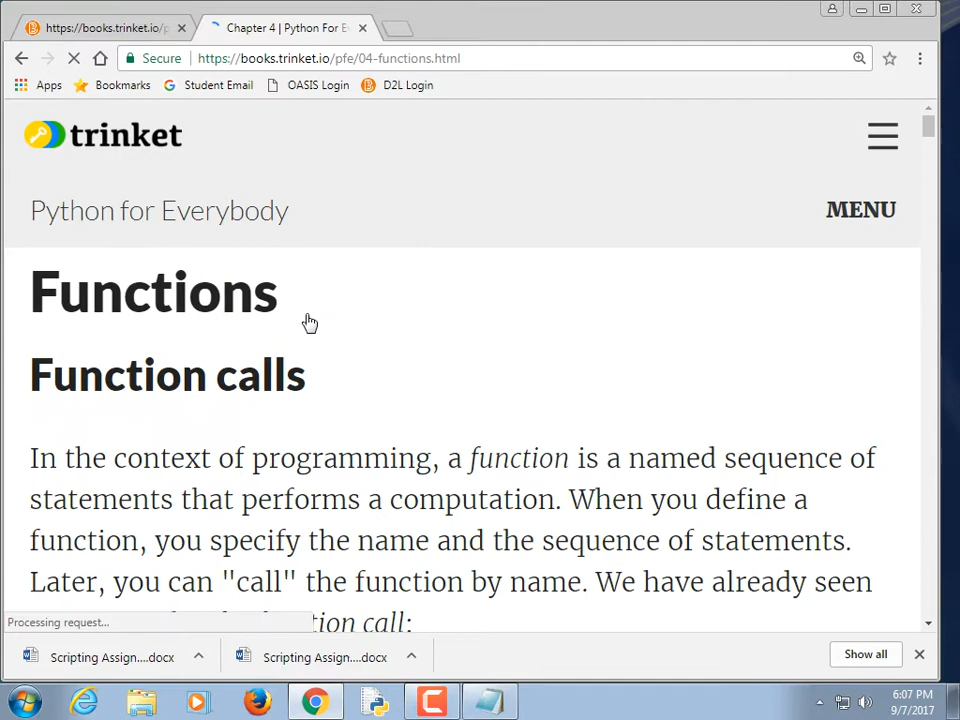 https://books.trinket.io/p
Chapter 4 | Python For E
Secure
https://books.trinket.io/pfe/04-functions.html
Apps
Bookmarks
Student Email
OASIS Login
D2L Login
trinket
Python for Everybody
MENU
Functions
Function calls
In the context of programming, a function is a named sequence of
statements that performs a computation. When you define a
function, you specify the name and the sequence of statements.
Later, you can "call" the function by name. We have already seen
function call:
Processing request...
Scripting Assign....docx
Scripting Assign....docx
Show all
6:07 PM
9/7/2017